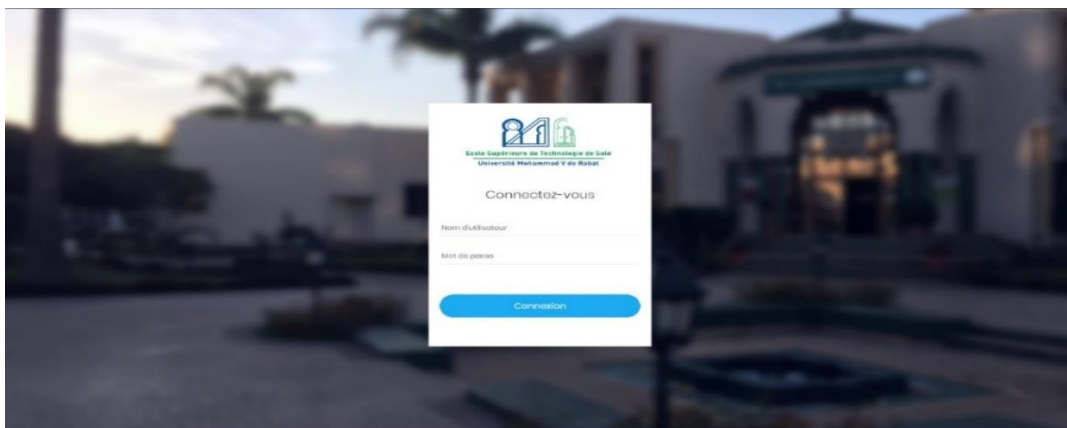 Ecole Supérieure de Technologie de Salé
Université Mohammed V de Rabat
Connectez-vous
Nom d'utilisateur
Mot de passe
Connexion